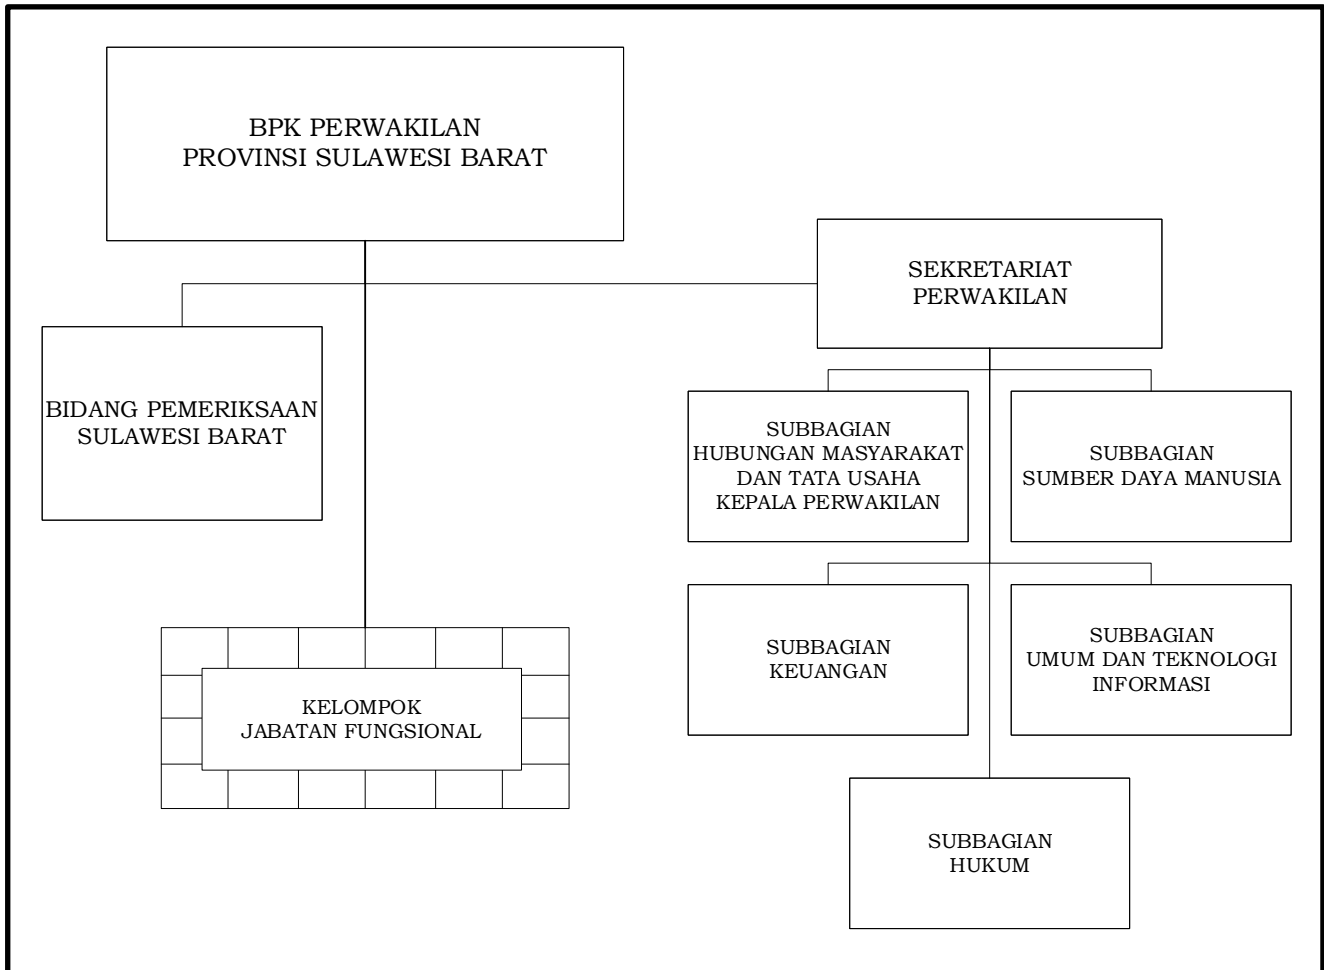 BPK PERWAKILAN
PROVINSI SULAWESI BARAT
SEKRETARIAT
PERWAKILAN
BIDANG PEMERIKSAAN
SULAWESI BARAT
SUBBAGIAN
HUBUNGAN MASYARAKAT
DAN TATA USAHA
KEPALA PERWAKILAN
SUBBAGIAN
SUMBER DAYA MANUSIA
SUBBAGIAN
KEUANGAN
SUBBAGIAN
UMUM DAN TEKNOLOGI
INFORMASI
KELOMPOK
JABATAN FUNGSIONAL
SUBBAGIAN
HUKUM